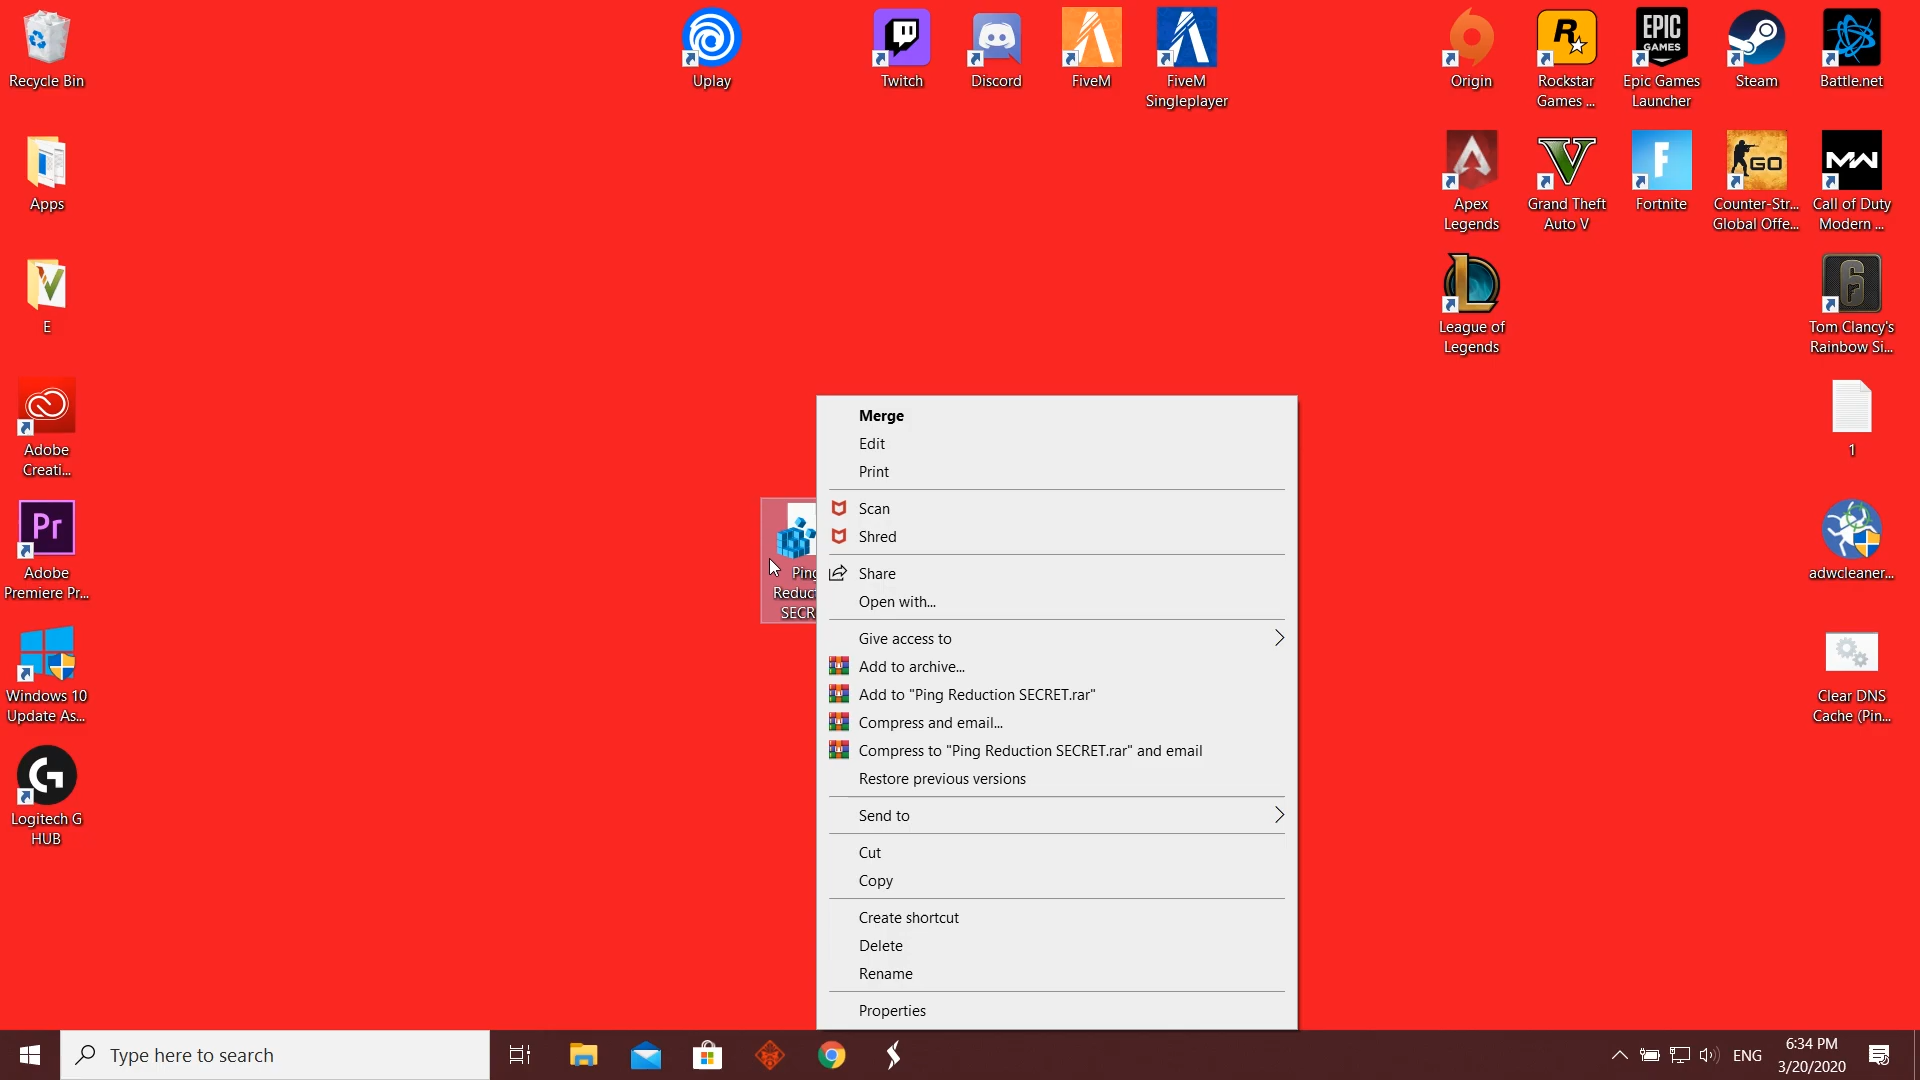 Recycle Bin
Uplay
Twitch
Discord
FiveM
FiveM
Singleplayer
Origin
R
Rockstar
Games ...
EPIC
GAMES
Epic Games
Launcher
Steam
Battle.net
Apps
Apex
Legends
V
Grand Theft
Auto V
F
Fortnite
GO
Counter-Str...
Global Offe...
MW
Call of Duty
Modern ...
E
League of
Legends
6
Tom Clancy's
Rainbow Si...
Adobe
Creati...
1
Pr
Adobe
Premiere Pr...
Ping
Reduct
SECR
adwcleaner...
Windows 10
Update As...
Clear DNS
Cache (Pin...
G
Logitech G
HUB
Merge
Edit
Print
Scan
Shred
Share
Open with...
Give access to
Add to archive...
Add to "Ping Reduction SECRET.rar"
Compress and email...
Compress to "Ping Reduction SECRET.rar" and email
Restore previous versions
Send to
Cut
Copy
Create shortcut
Delete
Rename
Properties
Type here to search
ENG
6:34 PM
3/20/2020